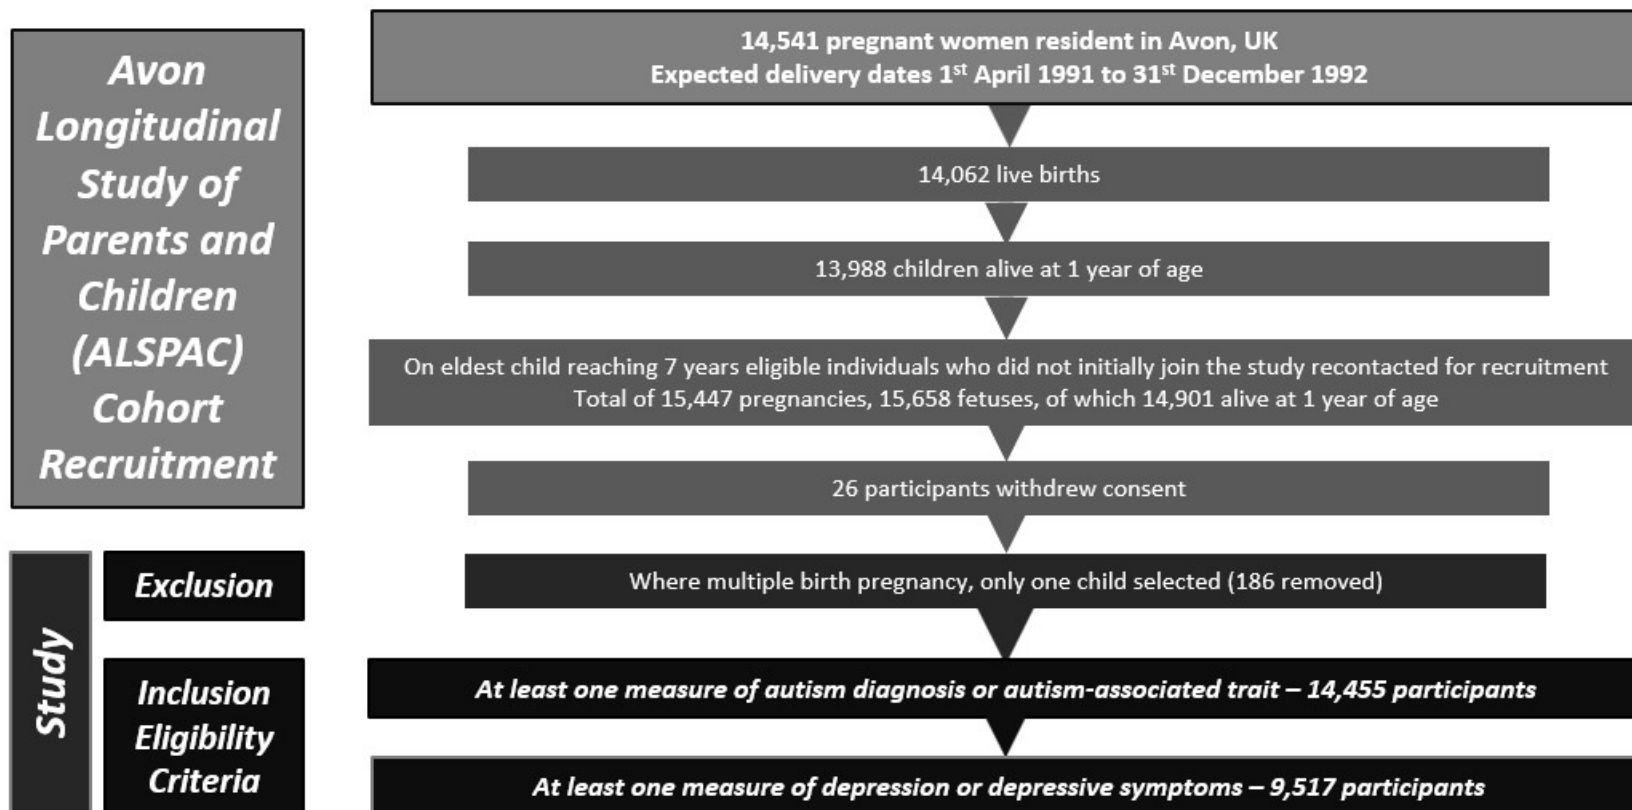 Avon
Longitudinal
Study of
Parents and
Children
(ALSPAC)
Cohort
Recruitment
14,541 pregnant women resident in Avon, UK
Expected delivery dates 1st April 1991 to 31st December 1992
14,062 live births
13,988 children alive at 1 year of age
On eldest child reaching 7 years eligible individuals who did not initially join the study recontacted for recruitment
Total of 15,447 pregnancies, 15,658 fetuses, of which 14,901 alive at 1 year of age
26 participants withdrew consent
Study
Exclusion
Where multiple birth pregnancy, only one child selected (186 removed)
Inclusion
Eligibility
Criteria
At least one measure of autism diagnosis or autism-associated trait – 14,455 participants
At least one measure of depression or depressive symptoms – 9,517 participants